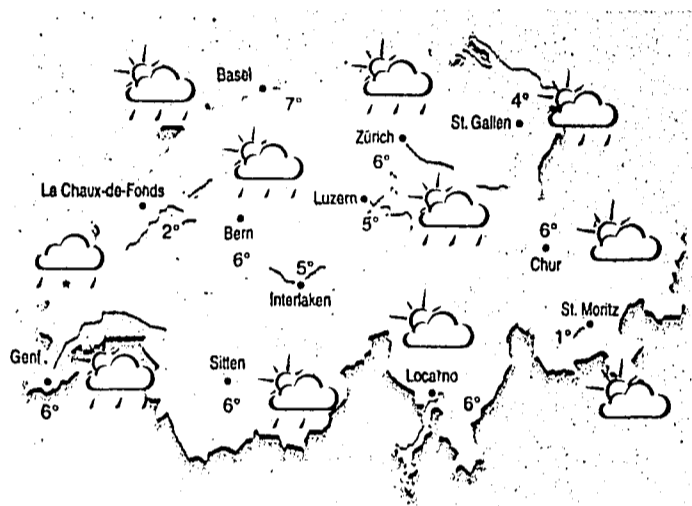 Basel
7°
4°
St. Gallen
Zürich
6°
La Chaux-de-Fonds
2°
Luzern
5°
Bern
6°
6°
Chur
5°
Interlaken
St. Moritz
1°
Genf
6°
Sitten
6°
Locarno
6°